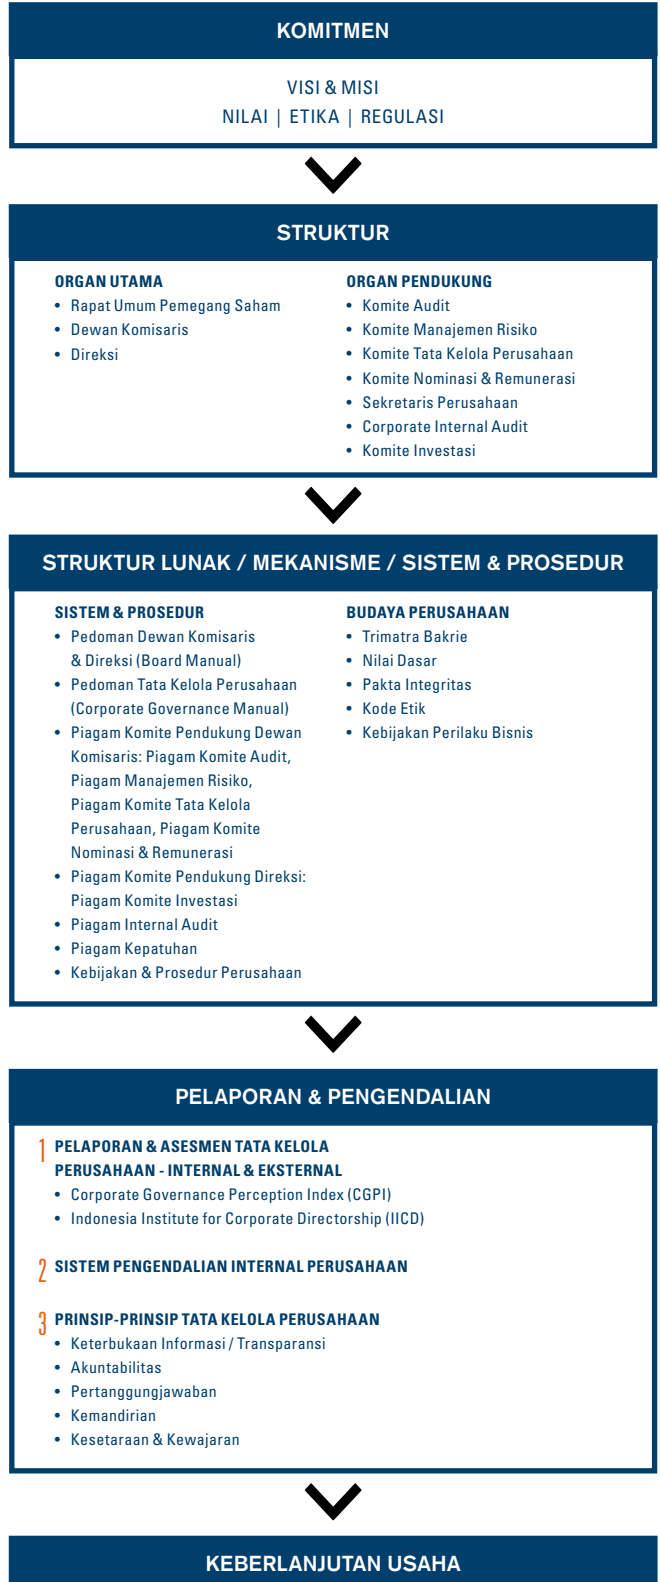 KOMITMEN
VISI & MISI
NILAI | ETIKA | REGULASI
STRUKTUR
ORGAN UTAMA
• Rapat Umum Pemegang Saham
• Dewan Komisaris
• Direksi
ORGAN PENDUKUNG
• Komite Audit
• Komite Manajemen Risiko
• Komite Tata Kelola Perusahaan
• Komite Nominasi & Remunerasi
• Sekretaris Perusahaan
• Corporate Internal Audit
• Komite Investasi
STRUKTUR LUNAK / MEKANISME / SISTEM & PROSEDUR
SISTEM & PROSEDUR
• Pedoman Dewan Komisaris
& Direksi (Board Manual)
• Pedoman Tata Kelola Perusahaan
(Corporate Governance Manual)
• Piagam Komite Pendukung Dewan
Komisaris: Piagam Komite Audit,
Piagam Manajemen Risiko,
Piagam Komite Tata Kelola
Perusahaan, Piagam Komite
Nominasi & Remunerasi
• Piagam Komite Pendukung Direksi:
Piagam Komite Investasi
• Piagam Internal Audit
• Piagam Kepatuhan
• Kebijakan & Prosedur Perusahaan
BUDAYA PERUSAHAAN
• Trimatra Bakrie
• Nilai Dasar
• Pakta Integritas
• Kode Etik
• Kebijakan Perilaku Bisnis
PELAPORAN & PENGENDALIAN
1 PELAPORAN & ASESMEN TATA KELOLA
PERUSAHAAN - INTERNAL & EKSTERNAL
• Corporate Governance Perception Index (CGPI)
• Indonesia Institute for Corporate Directorship (IICD)
2 SISTEM PENGENDALIAN INTERNAL PERUSAHAAN
3 PRINSIP-PRINSIP TATA KELOLA PERUSAHAAN
• Keterbukaan Informasi / Transparansi
• Akuntabilitas
• Pertanggungjawaban
• Kemandirian
• Kesetaraan & Kewajaran
KEBERLANJUTAN USAHA